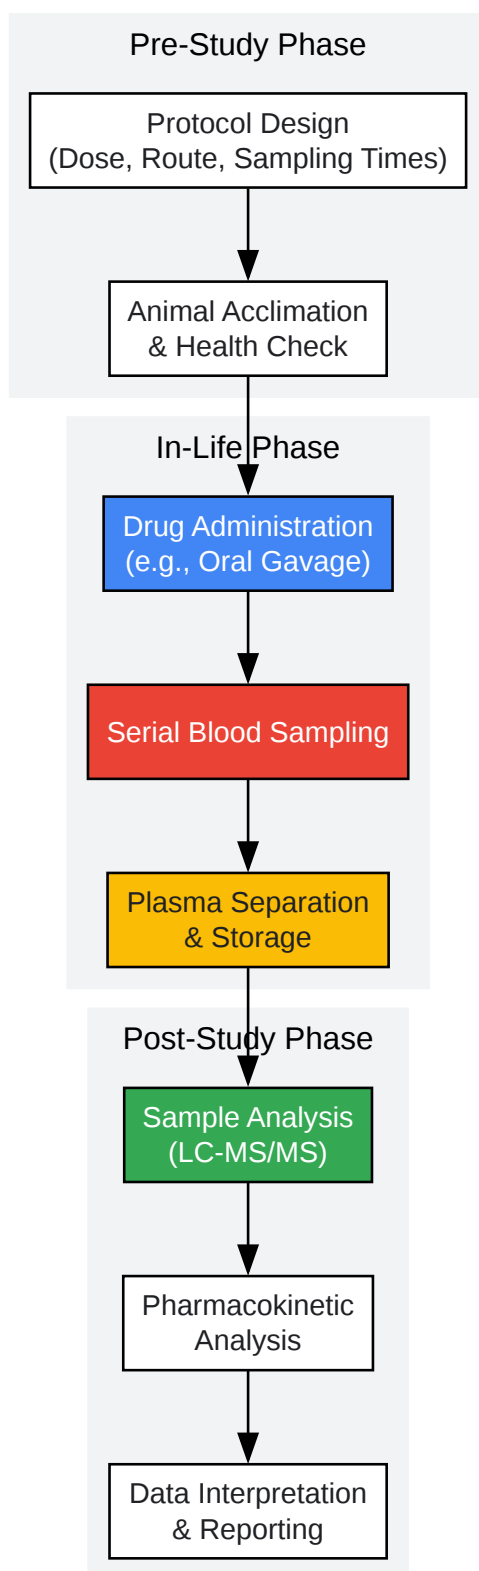 Pre-Study Phase
Protocol Design
(Dose, Route, Sampling Times)
Animal Acclimation
& Health Check
In-Life Phase
Drug Administration
(e.g., Oral Gavage)
Serial Blood Sampling
Plasma Separation
& Storage
Post-Study Phase
Sample Analysis
(LC-MS/MS)
Pharmacokinetic
Analysis
Data Interpretation
& Reporting